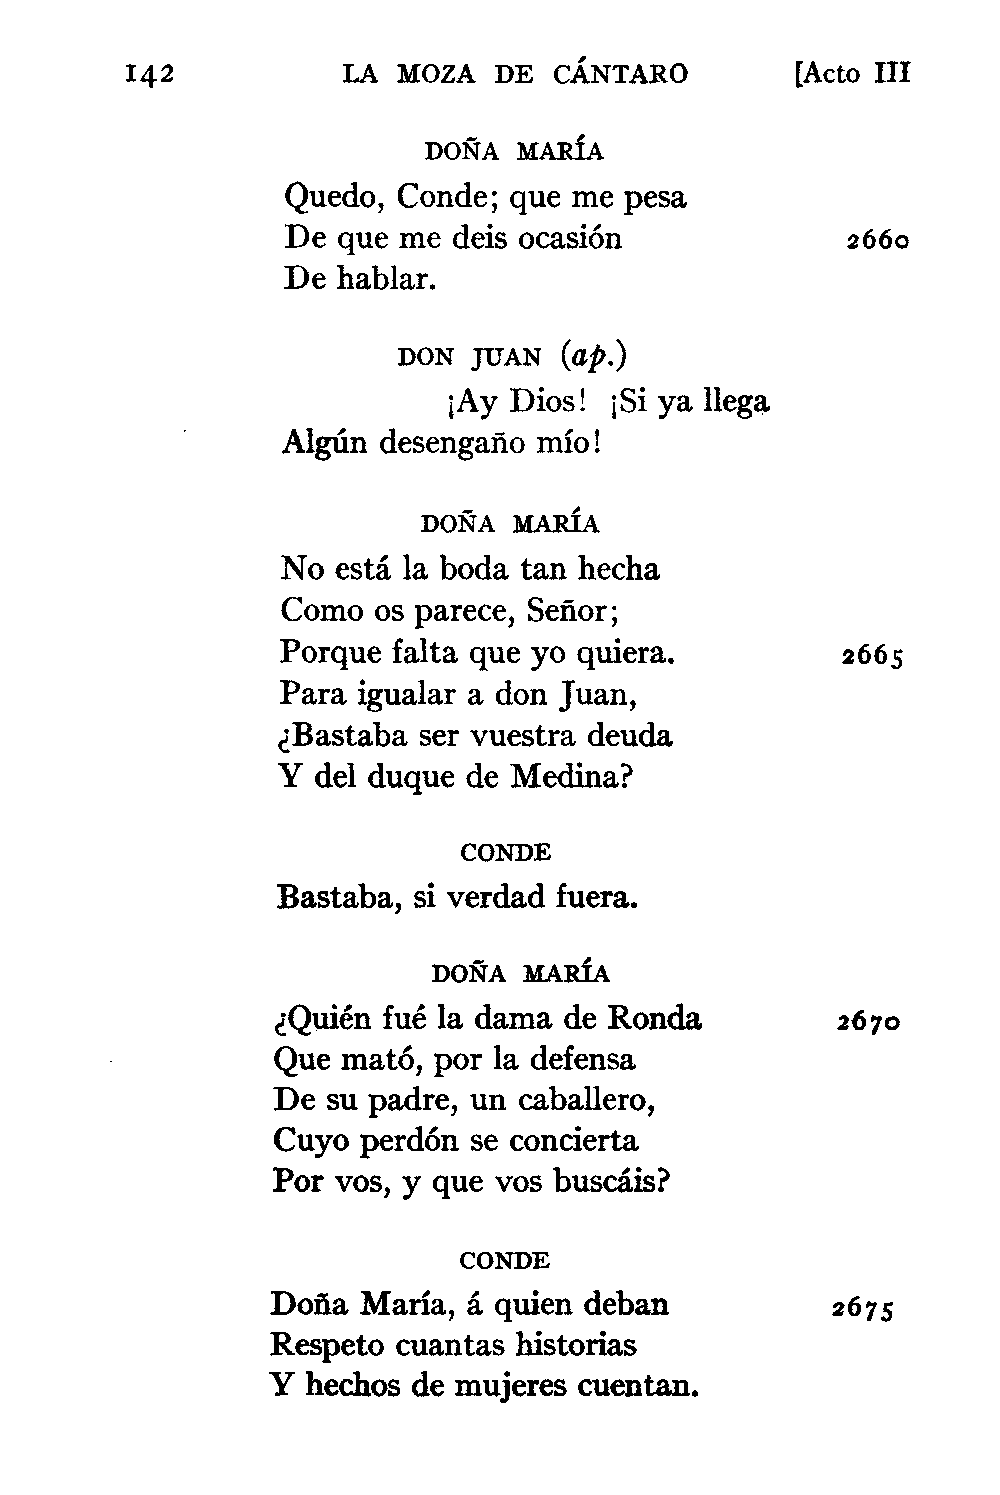 142 LA MOZA DE CÁNTARO [Acto III
DOÑA MARÍA
Quedo, Conde; que me pesa
De que me deis ocasión 2660
De hablar.
DON JUAN (ap.)
¡Ay Dios! ¡Si ya llega
Algún desengaño mío!
DOÑA MARÍA
No está la boda tan hecha
Como os parece, Señor;
Porque falta que yo quiera. 2665
Para igualar a don Juan,
¿Bastaba ser vuestra deuda
Y del duque de Medina?
CONDE
Bastaba, si verdad fuera.
DOÑA MARÍA
¿Quién fué la dama de Ronda 2670
Que mató, por la defensa
De su padre, un caballero,
Cuyo perdón se concierta
Por vos, y que vos buscáis?
CONDE
Doña María, á quien deban 2675
Respeto cuantas historias
Y hechos de mujeres cuentan.